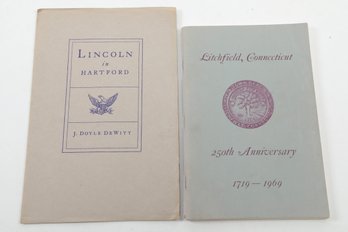 LINCOLN
in
HARTFORD
J. DOYLE DEWITT
Litchfield, Connecticut
250th Anniversary
1719-1969